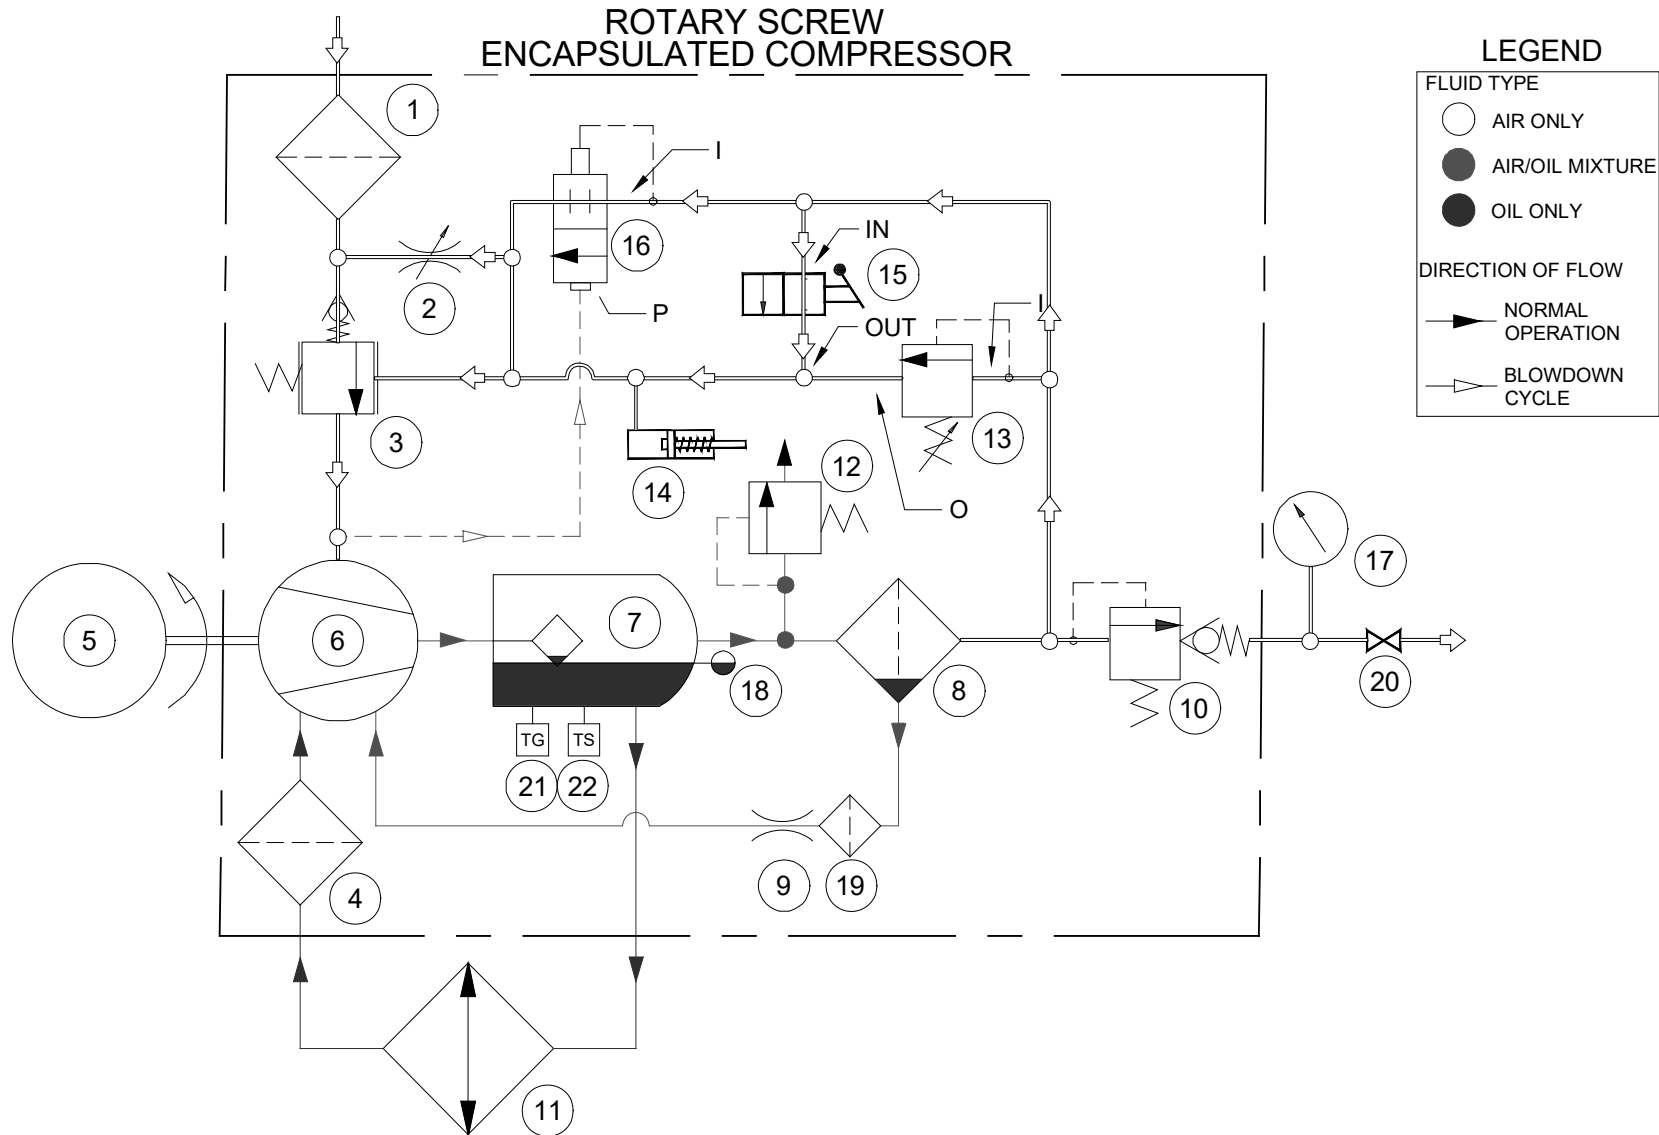 ROTARY SCREW
ENCAPSULATED COMPRESSOR
LEGEND
FLUID TYPE
AIR ONLY
AIR/OIL MIXTURE
OIL ONLY
DIRECTION OF FLOW
NORMAL
OPERATION
BLOWDOWN
CYCLE
1
I
16
IN
15
2
P
OUT
I
3
13
12
14
O
17
5
6
7
18
8
10
20
TG
TS
21
22
4
9
19
11